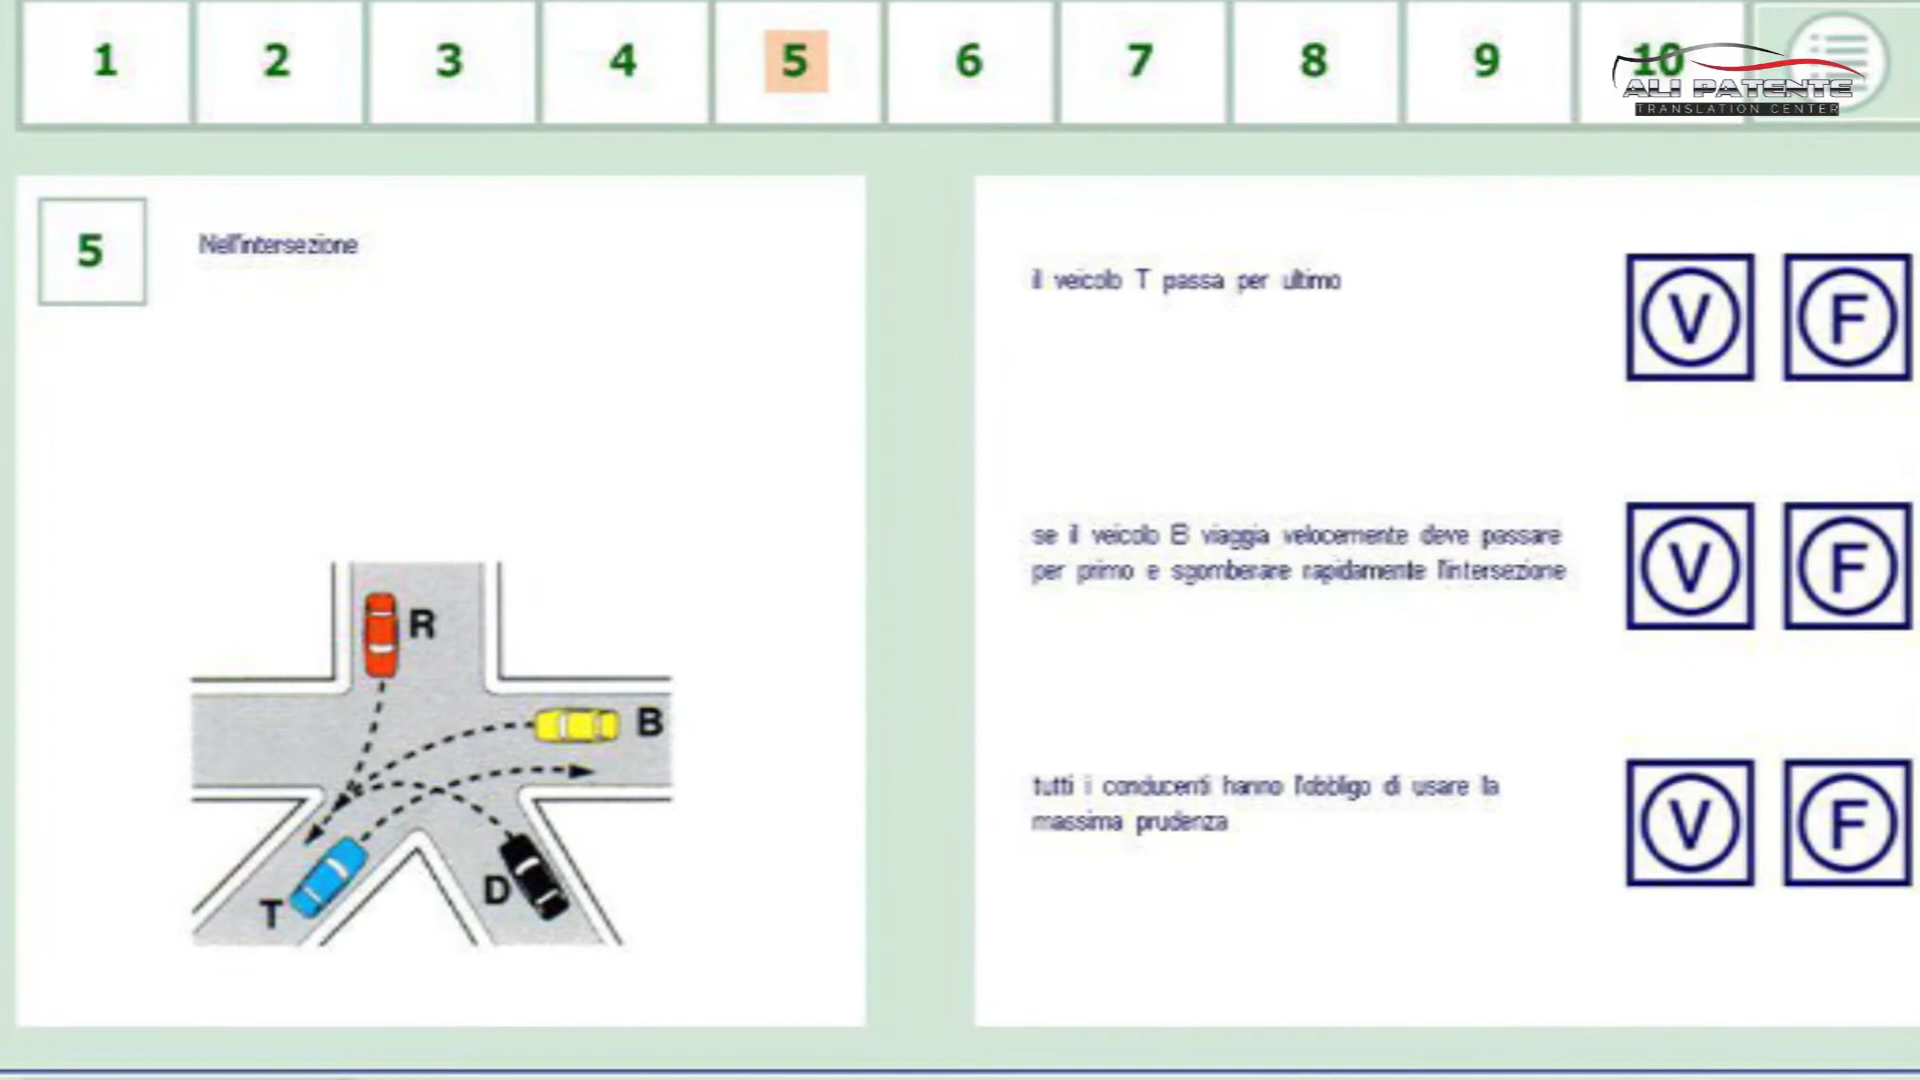 1 2 3 4 5 6 7 8 9 10
ALI PATENTE
TRANSLATION CENTER
5
Nell'intersezione
il veicolo T passa per ultimo
V F
se il veicolo B viaggia velocemente deve passare
per primo e sgomberare rapidamente l'intersezione
V F
tutti i conducenti hanno l'obbligo di usare la
massima prudenza
V F
R
B
T
D